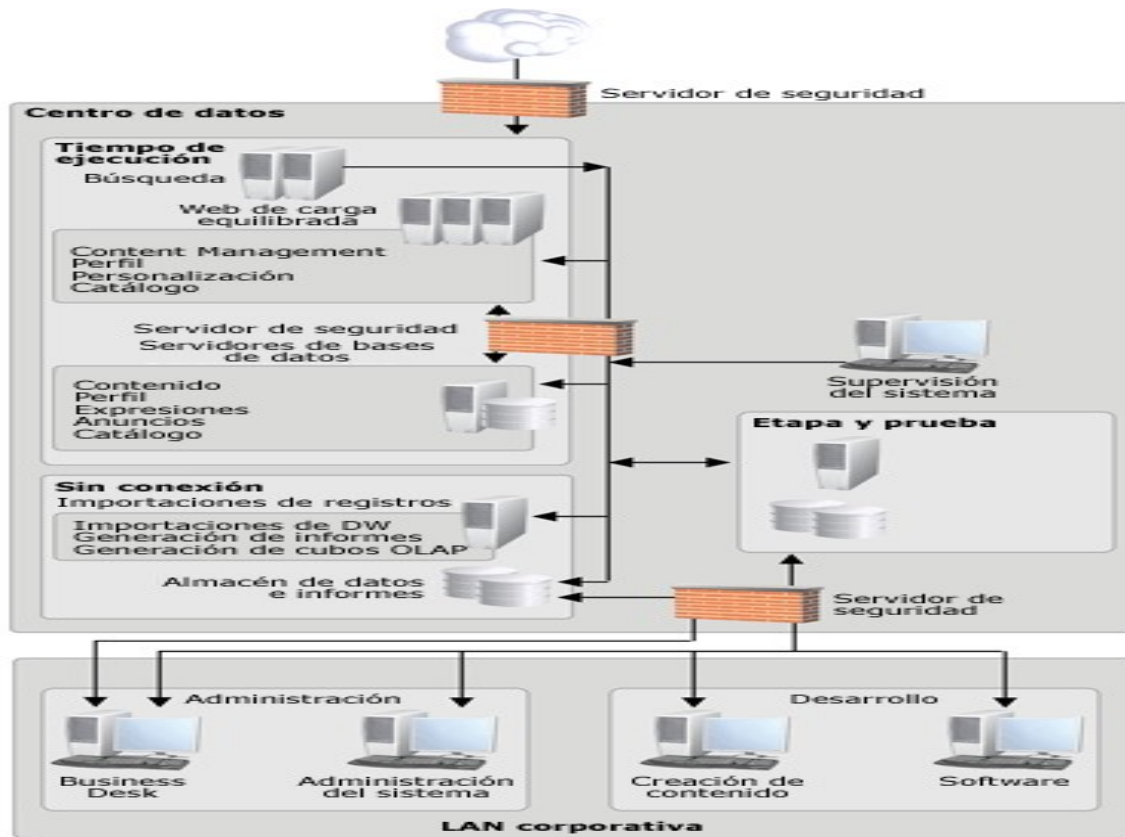 Servidor de seguridad
Centro de datos
Tiempo de
ejecución
Búsqueda
Web de carga
equilibrada
Content Management
Perfil
Personalización
Catálogo
Servidor de seguridad
Servidores de bases
de datos
Contenido
Perfil
Expresiones
Anuncios
Catálogo
Supervisión
del sistema
Etapa y prueba
Sin conexión
Importaciones de registros
Importaciones de DW
Generación de informes
Generación de cubos OLAP
Almacén de datos
e informes
Servidor de
seguridad
Administración
Business
Desk
Administración
del sistema
Desarrollo
Creación de
contenido
Software
LAN corporativa